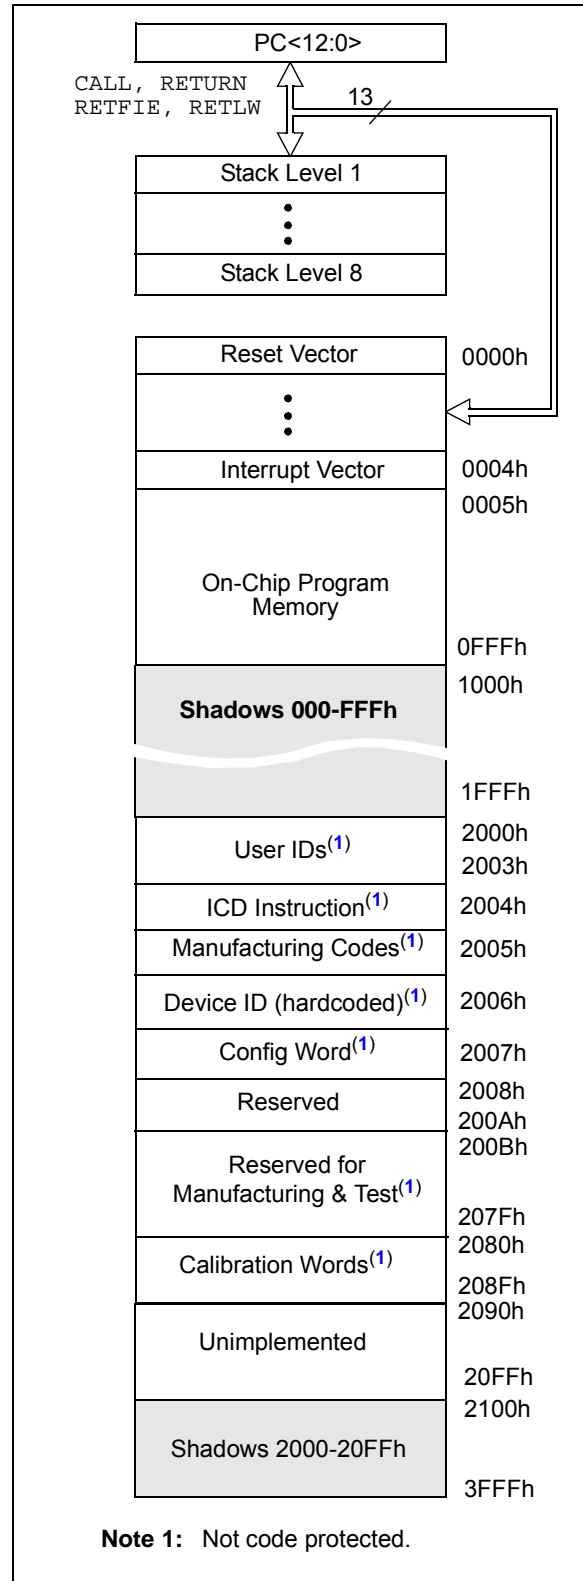 PC<12:0>
CALL, RETURN
RETFIE, RETLW
13
Stack Level 1
Stack Level 8
Reset Vector 0000h
Interrupt Vector 0004h
0005h
On-Chip Program
Memory
0FFFh
1000h
Shadows 000-FFFh
1FFFh
2000h
User IDs(1)
2003h
ICD Instruction(1) 2004h
Manufacturing Codes(1) 2005h
Device ID (hardcoded)(1) 2006h
Config Word(1) 2007h
2008h
Reserved
200Ah
200Bh
Reserved for
Manufacturing & Test(1)
207Fh
2080h
Calibration Words(1)
208Fh
2090h
Unimplemented
20FFh
2100h
Shadows 2000-20FFh
3FFFh
Note 1: Not code protected.